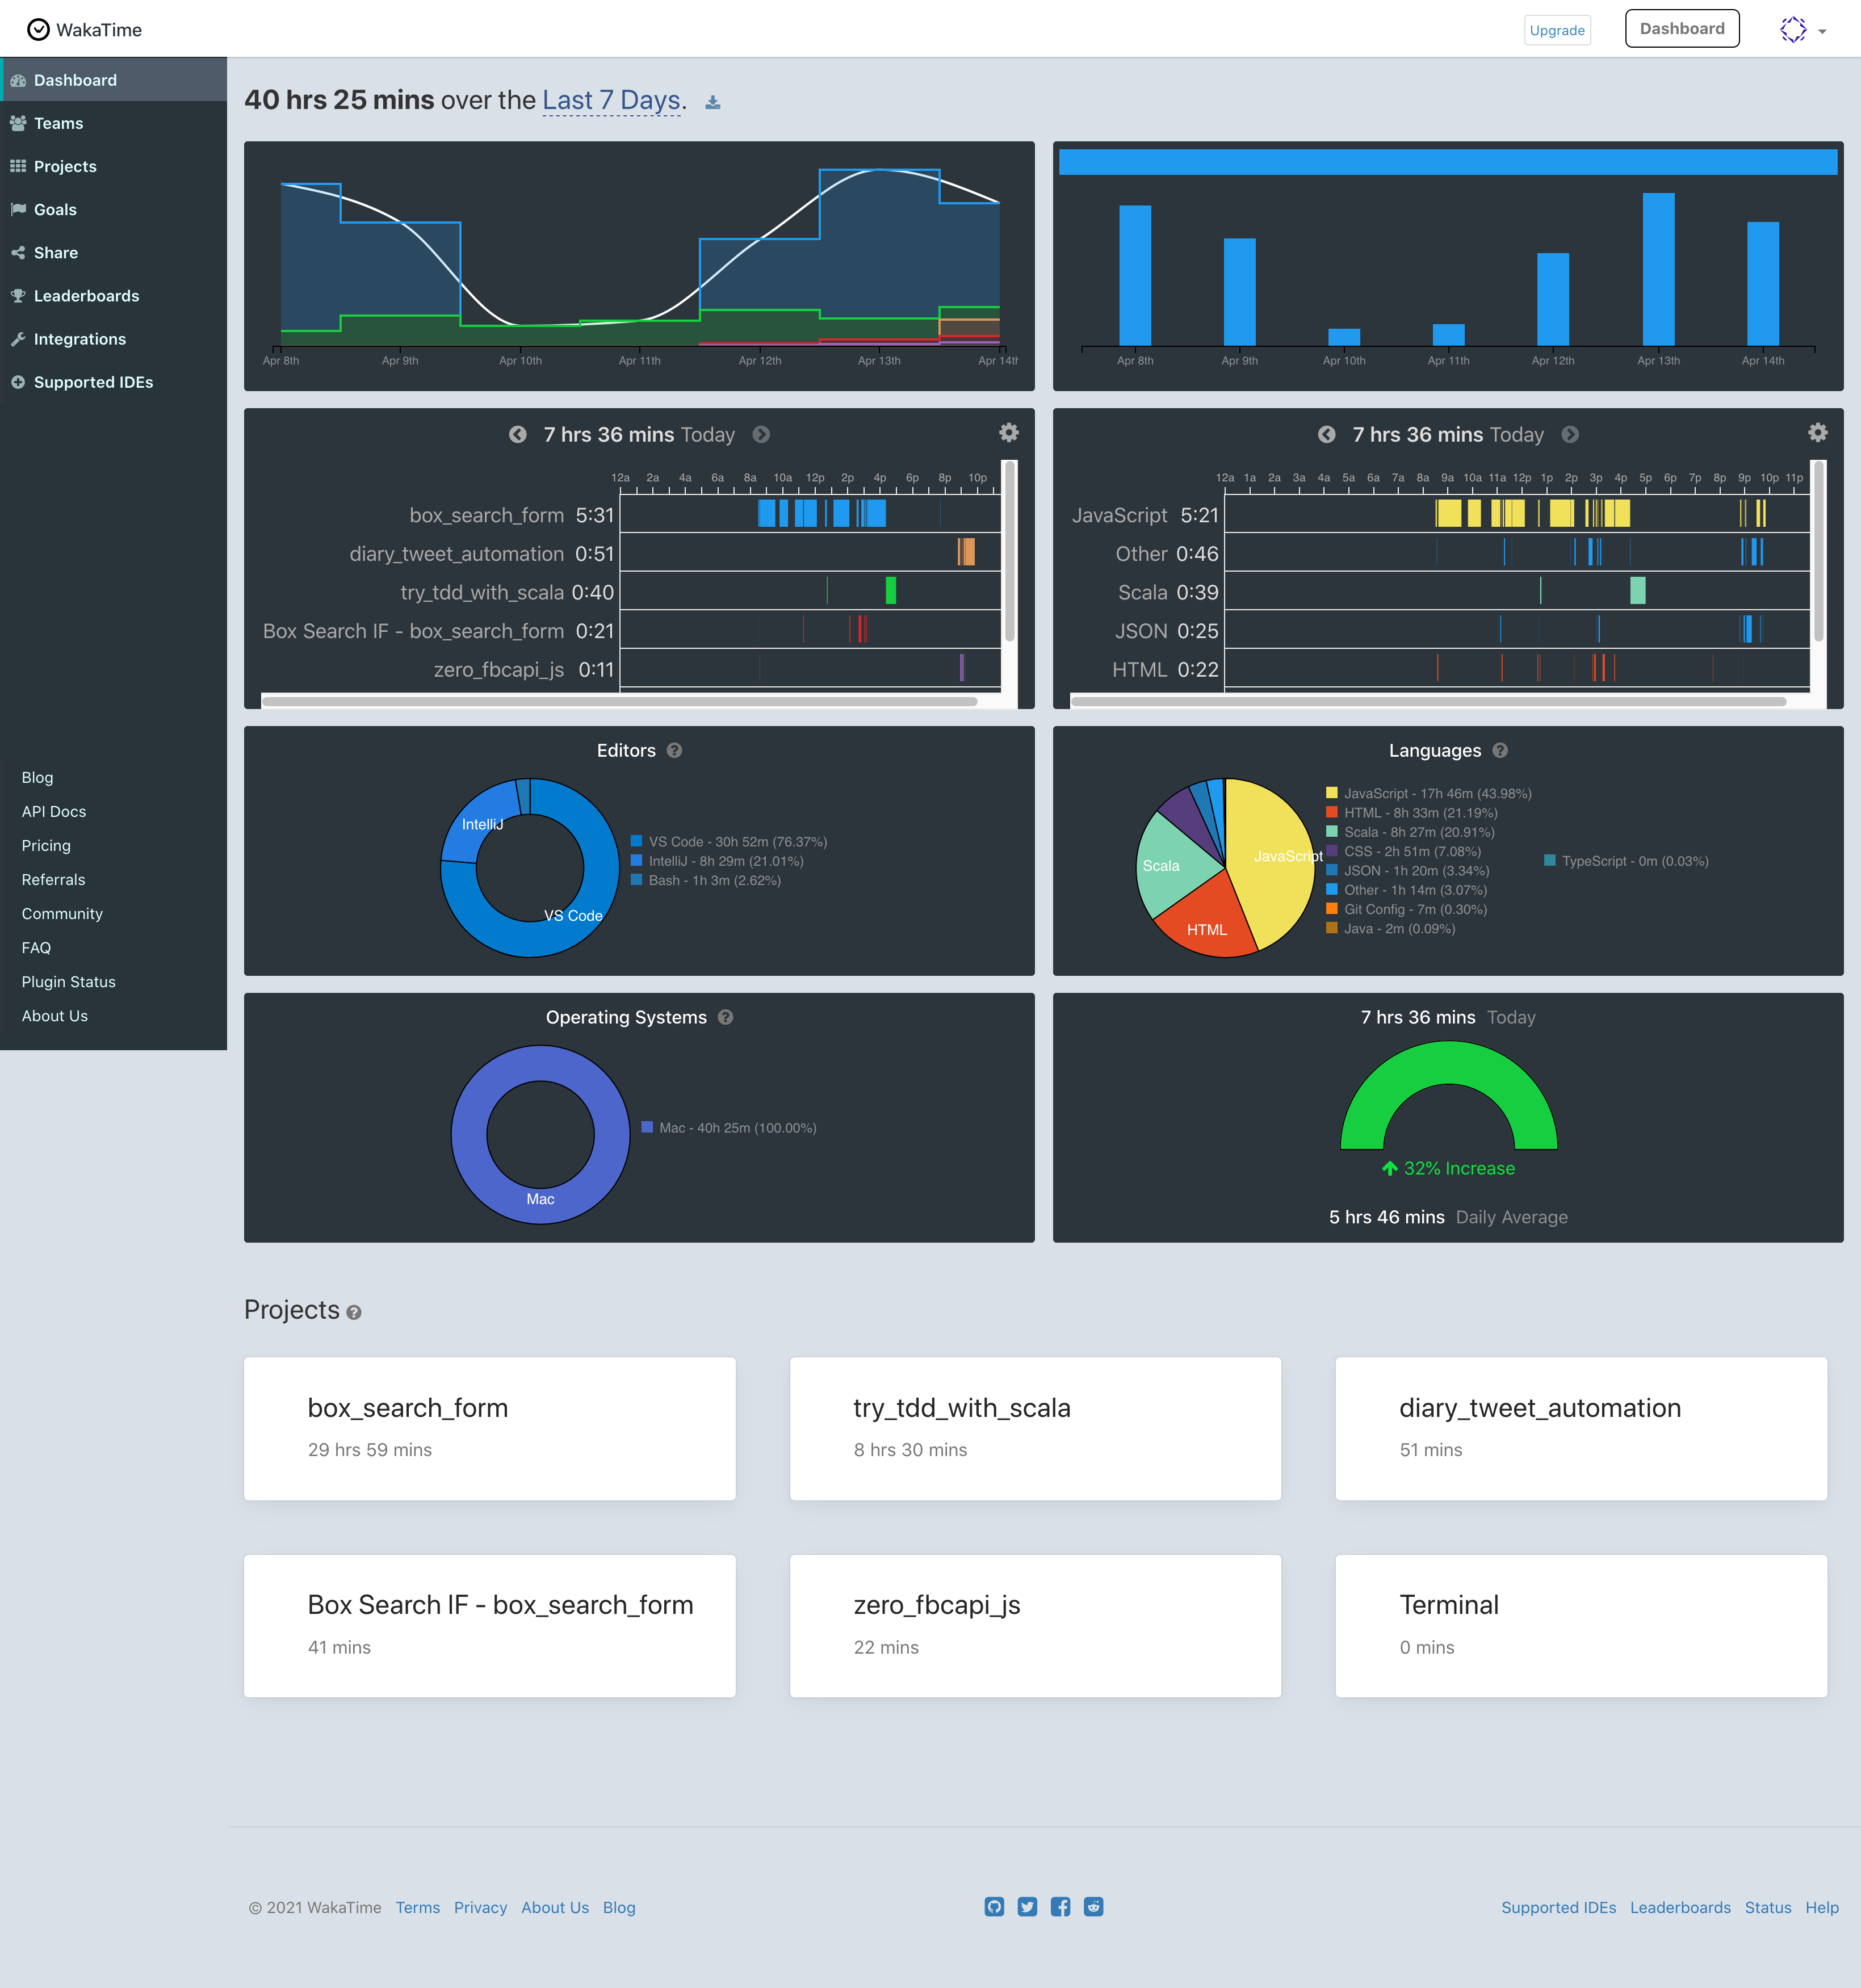 WakaTime
Upgrade
Dashboard
Dashboard
Teams
Projects
Goals
Share
Leaderboards
Integrations
Supported IDEs
Blog
API Docs
Pricing
Referrals
Community
FAQ
Plugin Status
About Us
40 hrs 25 mins over the Last 7 Days.
Apr 8th Apr 9th Apr 10th Apr 11th Apr 12th Apr 13th Apr 14th
Apr 8th Apr 9th Apr 10th Apr 11th Apr 12th Apr 13th Apr 14th
7 hrs 36 mins Today
12a 2a 4a 6a 8a 10a 12p 2p 4p 6p 8p 10p
box_search_form 5:31
diary_tweet_automation 0:51
try_tdd_with_scala 0:40
Box Search IF - box_search_form 0:21
zero_fbcapi_js 0:11
7 hrs 36 mins Today
12a 1a 2a 3a 4a 5a 6a 7a 8a 9a 10a 11a 12p 1p 2p 3p 4p 5p 6p 7p 8p 9p 10p 11p
JavaScript 5:21
Other 0:46
Scala 0:39
JSON 0:25
HTML 0:22
Editors
IntelliJ
VS Code
VS Code - 30h 52m (76.37%)
IntelliJ - 8h 29m (21.01%)
Bash - 1h 3m (2.62%)
Languages
JavaScript
Scala
HTML
JavaScript - 17h 46m (43.98%)
HTML - 8h 33m (21.19%)
Scala - 8h 27m (20.91%)
CSS - 2h 51m (7.08%)
JSON - 1h 20m (3.34%)
Other - 1h 14m (3.07%)
Git Config - 7m (0.30%)
Java - 2m (0.09%)
TypeScript - 0m (0.03%)
Operating Systems
Mac
Mac - 40h 25m (100.00%)
7 hrs 36 mins Today
32% Increase
5 hrs 46 mins Daily Average
Projects
box_search_form
29 hrs 59 mins
try_tdd_with_scala
8 hrs 30 mins
diary_tweet_automation
51 mins
Box Search IF - box_search_form
41 mins
zero_fbcapi_js
22 mins
Terminal
0 mins
© 2021 WakaTime Terms Privacy About Us Blog
Supported IDEs Leaderboards Status Help